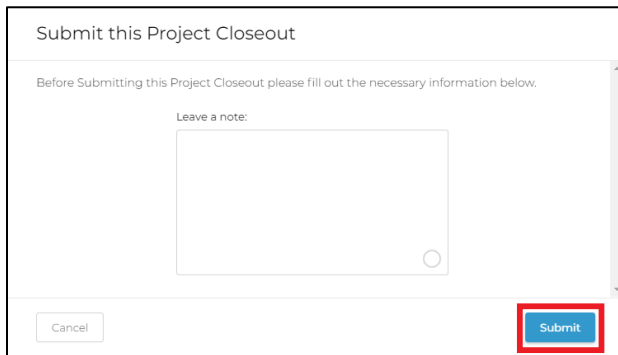 Submit this Project Closeout
Before Submitting this Project Closeout please fill out the necessary information below.
Leave a note:
Cancel
Submit